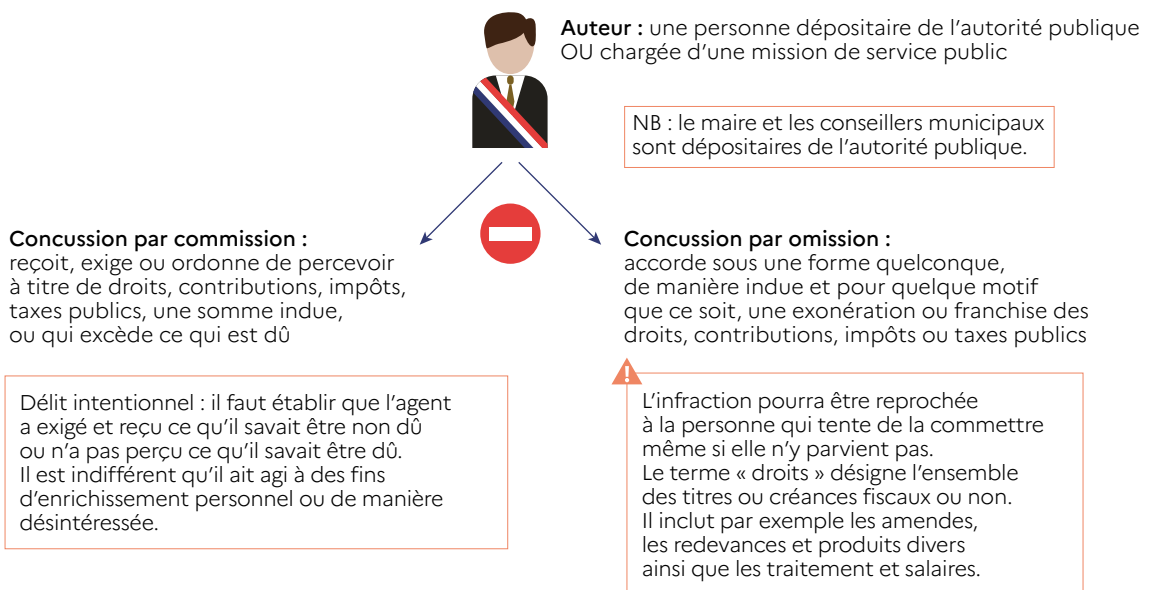 Auteur : une personne dépositaire de l'autorité publique
OU chargée d'une mission de service public
NB : le maire et les conseillers municipaux
sont dépositaires de l'autorité publique.
Concussion par commission :
reçoit, exige ou ordonne de percevoir
à titre de droits, contributions, impôts,
taxes publics, une somme indue,
ou qui excède ce qui est dû
Délit intentionnel : il faut établir que l'agent
a exigé et reçu ce qu'il savait être non dû
ou n'a pas perçu ce qu'il savait être dû.
Il est indifférent qu'il ait agi à des fins
d'enrichissement personnel ou de manière
désintéressée.
Concussion par omission :
accorde sous une forme quelconque,
de manière indue et pour quelque motif
que ce soit, une exonération ou franchise des
droits, contributions, impôts ou taxes publics
L'infraction pourra être reprochée
à la personne qui tente de la commettre
même si elle n'y parvient pas.
Le terme « droits » désigne l'ensemble
des titres ou créances fiscaux ou non.
Il inclut par exemple les amendes,
les redevances et produits divers
ainsi que les traitement et salaires.